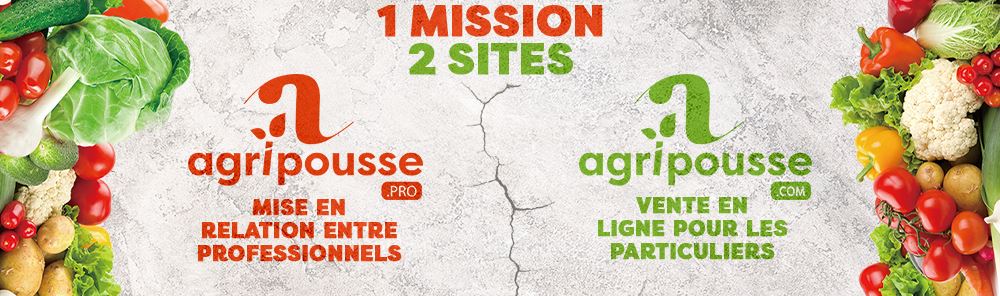 1 MISSION
2 SITES
agripousse
.PRO
MISE EN
RELATION ENTRE
PROFESSIONNELS
agripousse
.COM
VENTE EN
LIGNE POUR LES
PARTICULIERS